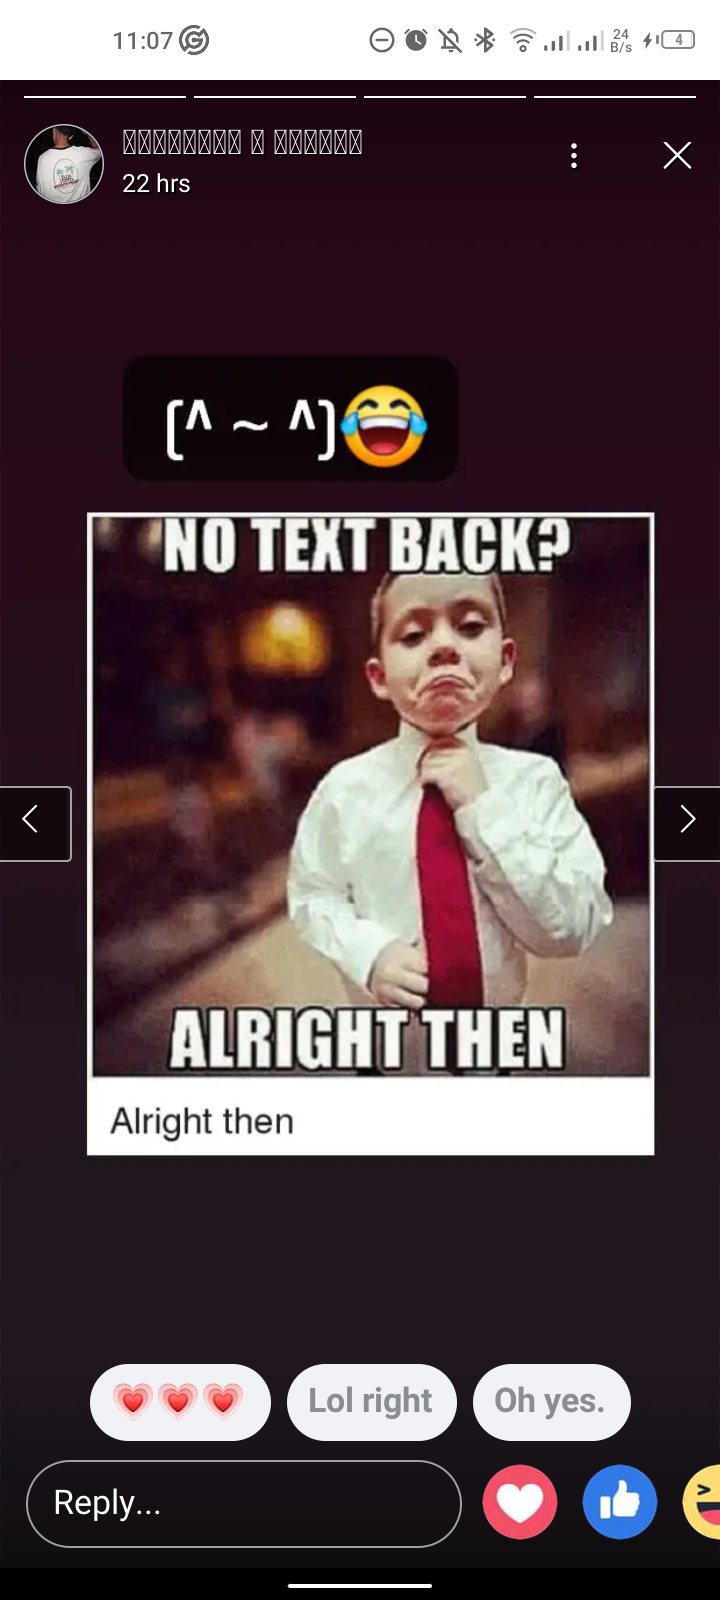 11:07
24
B/s
4
22 hrs
[^ ~ ^]😂
NO TEXT BACK?
ALRIGHT THEN
Alright then
💗💗💗
Lol right
Oh yes.
Reply...